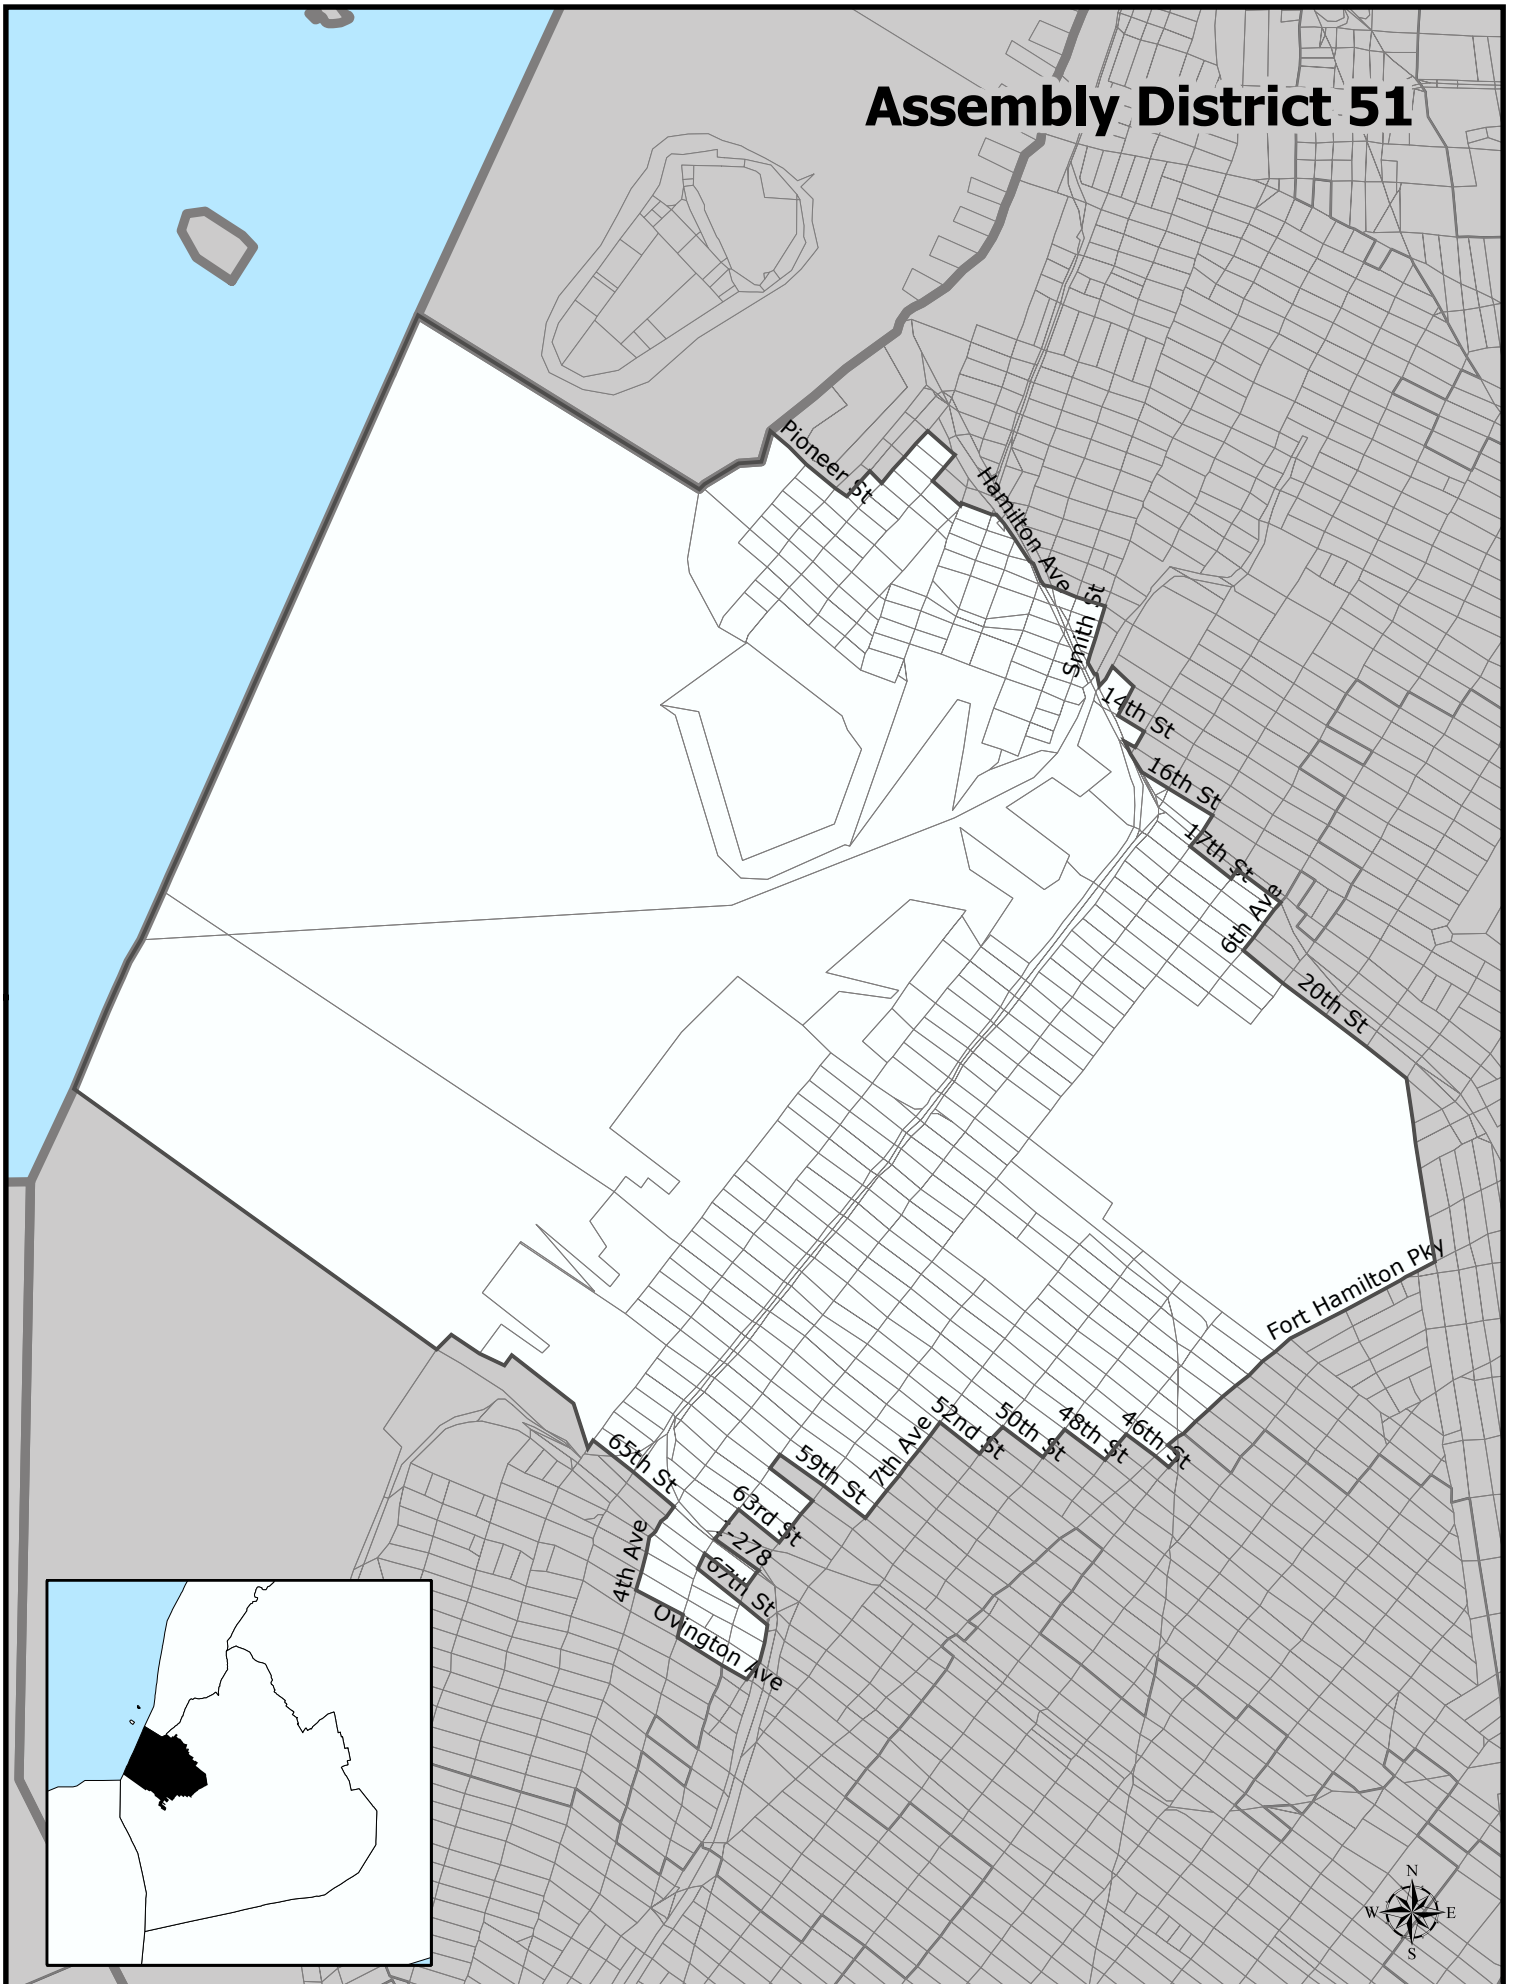 Assembly District 51
Pioneer St
Hamilton Ave
Smith St
14th St
16th St
17th St
6th Ave
20th St
Fort Hamilton Pky
52nd St
50th St
48th St
46th St
7th Ave
59th St
65th St
63rd St
I-278
67th St
4th Ave
Ovington Ave
N
W E
S